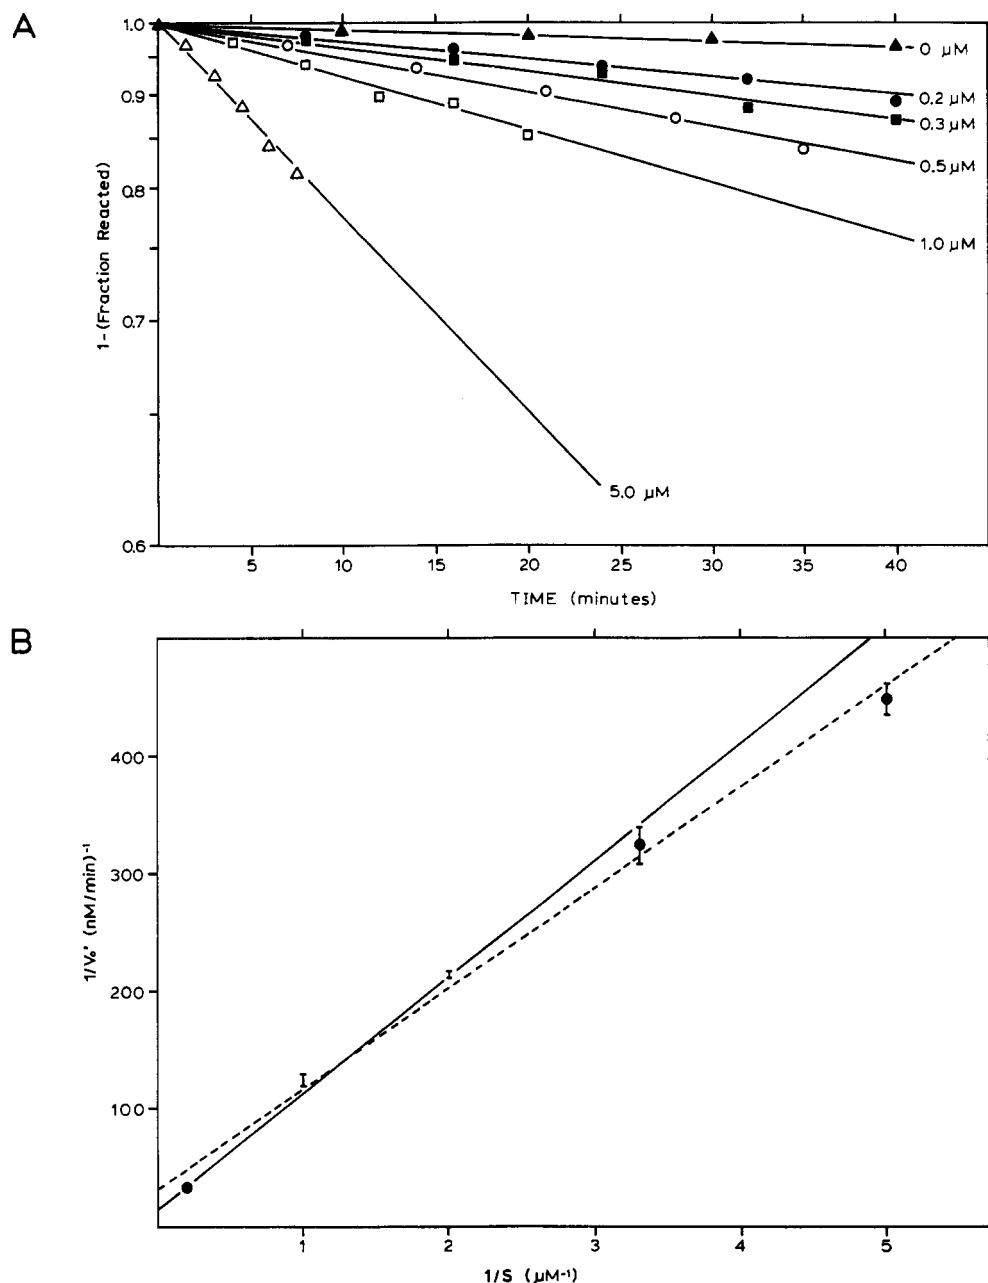 A
1-(Fraction Reacted)
1.0
0.9
0.8
0.7
0.6
0 μM
0.2 μM
0.3 μM
0.5 μM
1.0 μM
5.0 μM
5 10 15 20 25 30 35 40
TIME (minutes)
B
1/V₀' (nM/min)⁻¹
400
300
200
100
1 2 3 4 5
1/S (μM⁻¹)